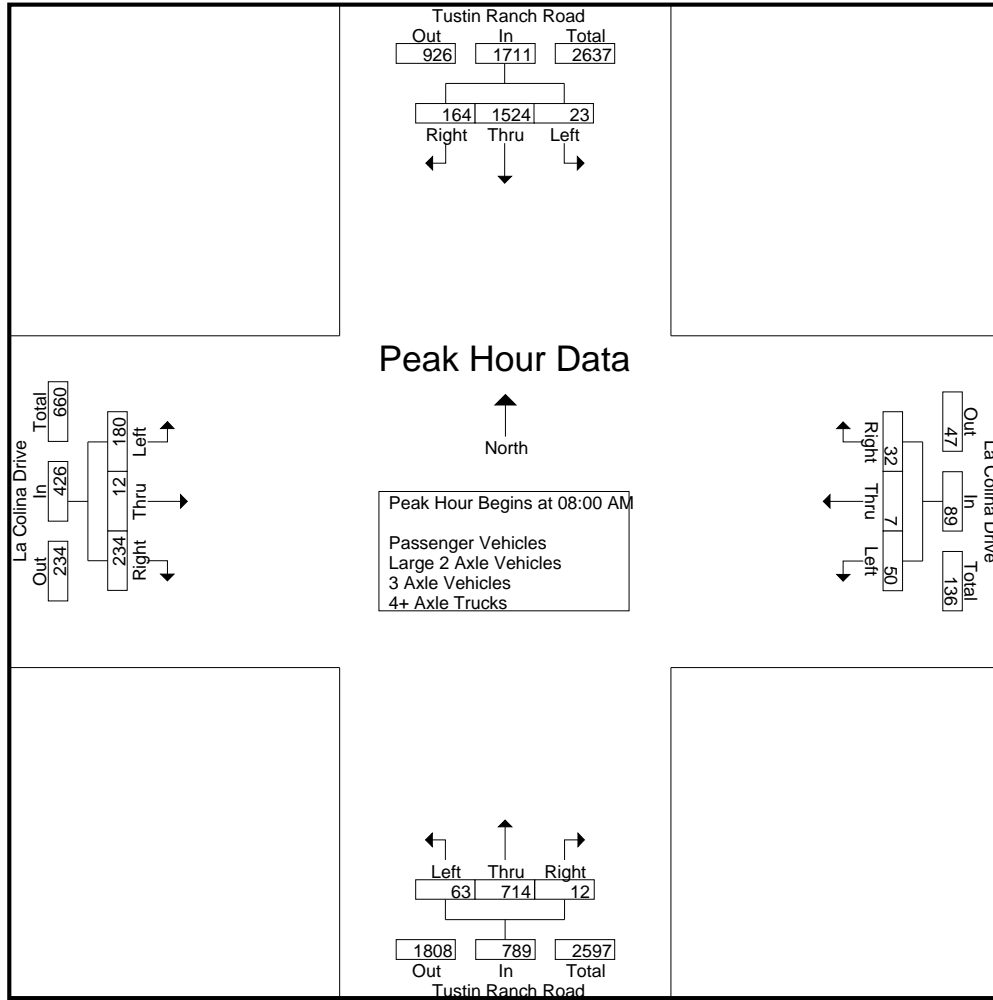 Tustin Ranch Road
Out In Total
926 1711 2637
164 1524 23
Right Thru Left
Peak Hour Data
North
Peak Hour Begins at 08:00 AM
Passenger Vehicles
Large 2 Axle Vehicles
3 Axle Vehicles
4+ Axle Trucks
La Colina Drive
Out In Total
234 426 660
234 12 180
Right Thru Left
La Colina Drive
Out In Total
47 89 136
32 7 50
Right Thru Left
Left Thru Right
63 714 12
1808 789 2597
Out In Total
Tustin Ranch Road